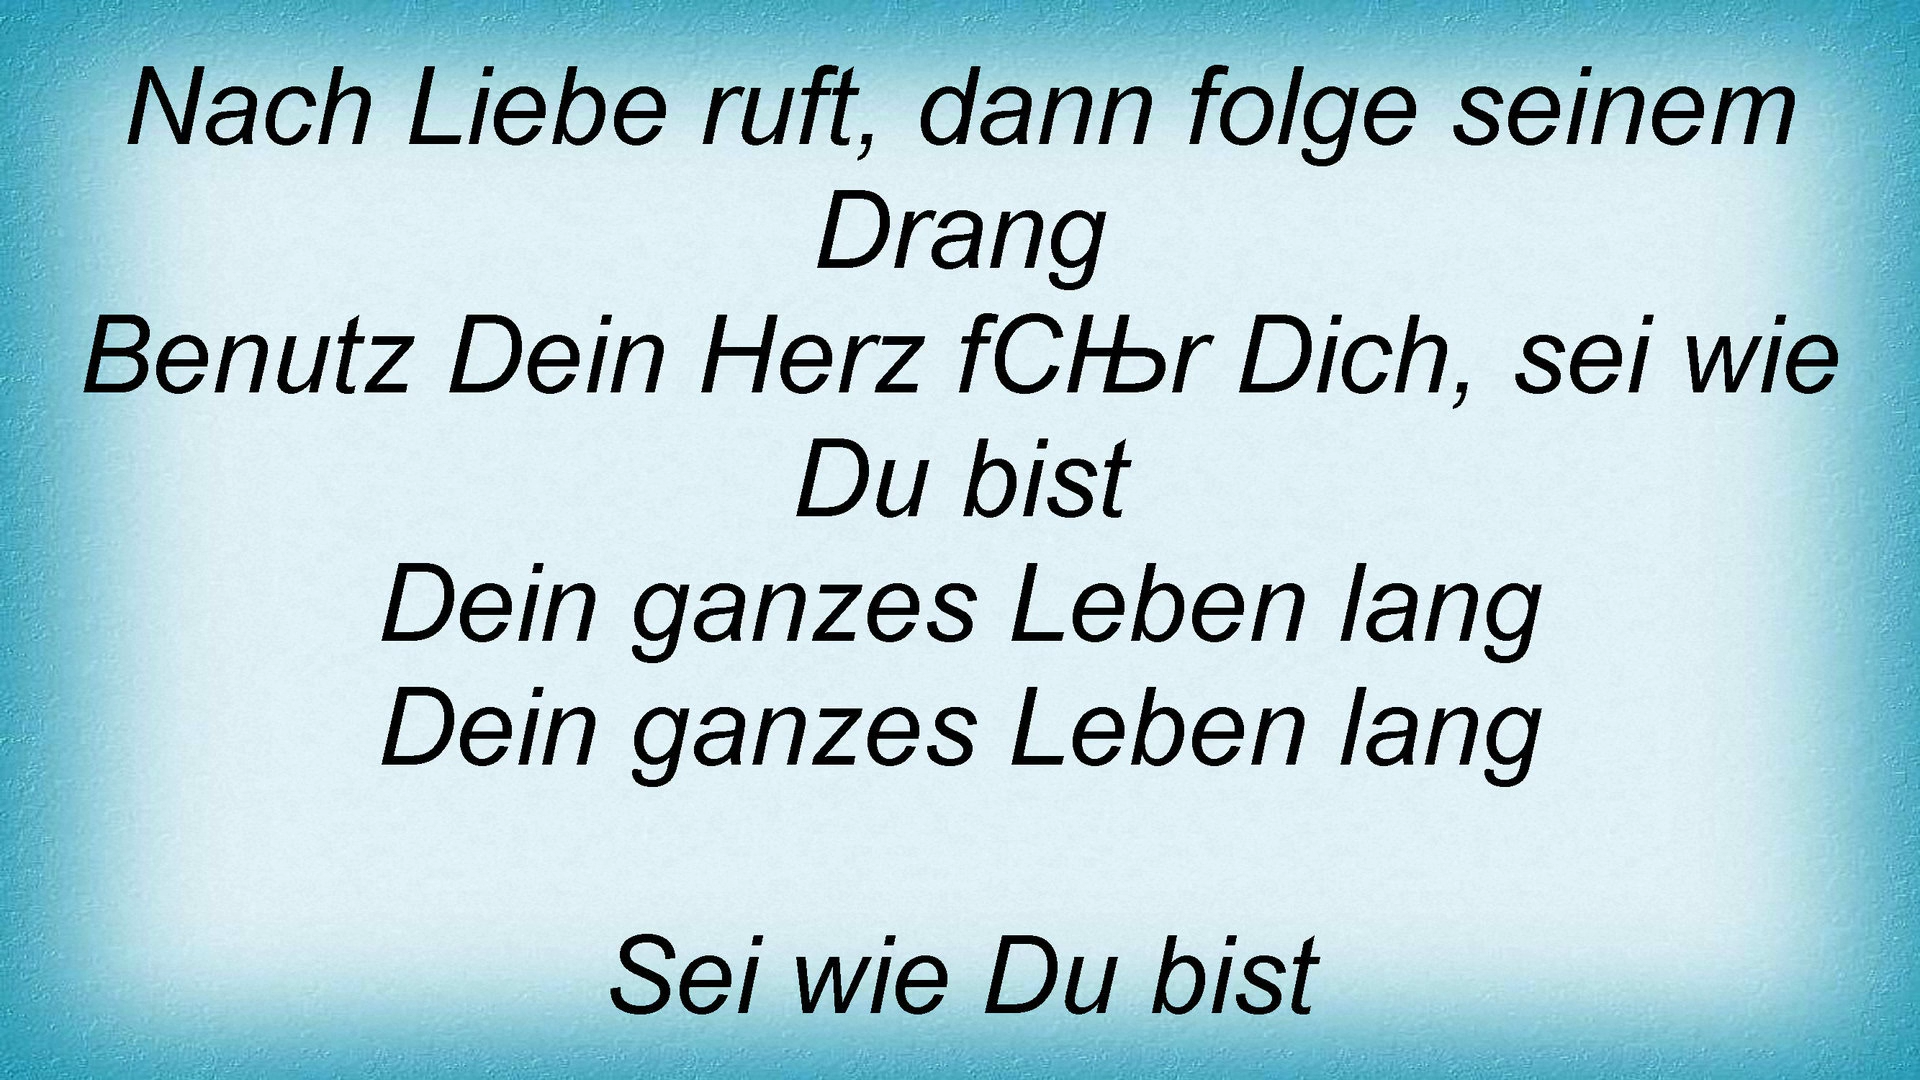 Nach Liebe ruft, dann folge seinem
Drang
Benutz Dein Herz fCЊr Dich, sei wie
Du bist
Dein ganzes Leben lang
Dein ganzes Leben lang
Sei wie Du bist